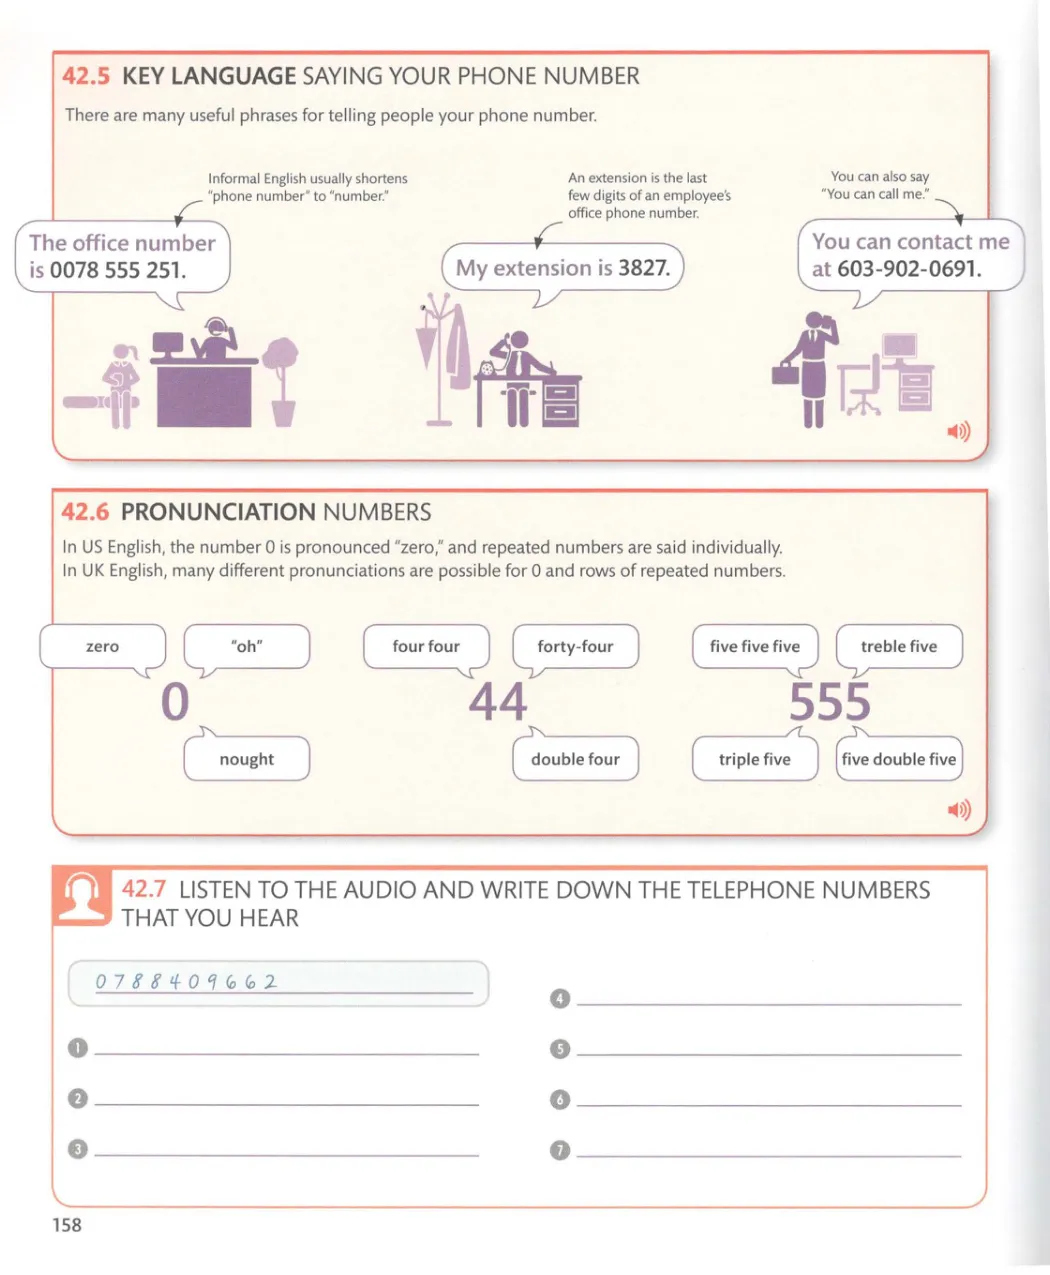 42.5 KEY LANGUAGE SAYING YOUR PHONE NUMBER
There are many useful phrases for telling people your phone number.
Informal English usually shortens
"phone number" to "number."
The office number
is 0078 555 251.
An extension is the last
few digits of an employee's
office phone number.
My extension is 3827.
You can also say
"You can call me."
You can contact me
at 603-902-0691.
42.6 PRONUNCIATION NUMBERS
In US English, the number 0 is pronounced "zero," and repeated numbers are said individually.
In UK English, many different pronunciations are possible for 0 and rows of repeated numbers.
zero
"oh"
0
nought
four four
forty-four
44
double four
five five five
treble five
555
triple five
five double five
42.7 LISTEN TO THE AUDIO AND WRITE DOWN THE TELEPHONE NUMBERS
THAT YOU HEAR
0788409662
1
2
3
4
5
6
7
158